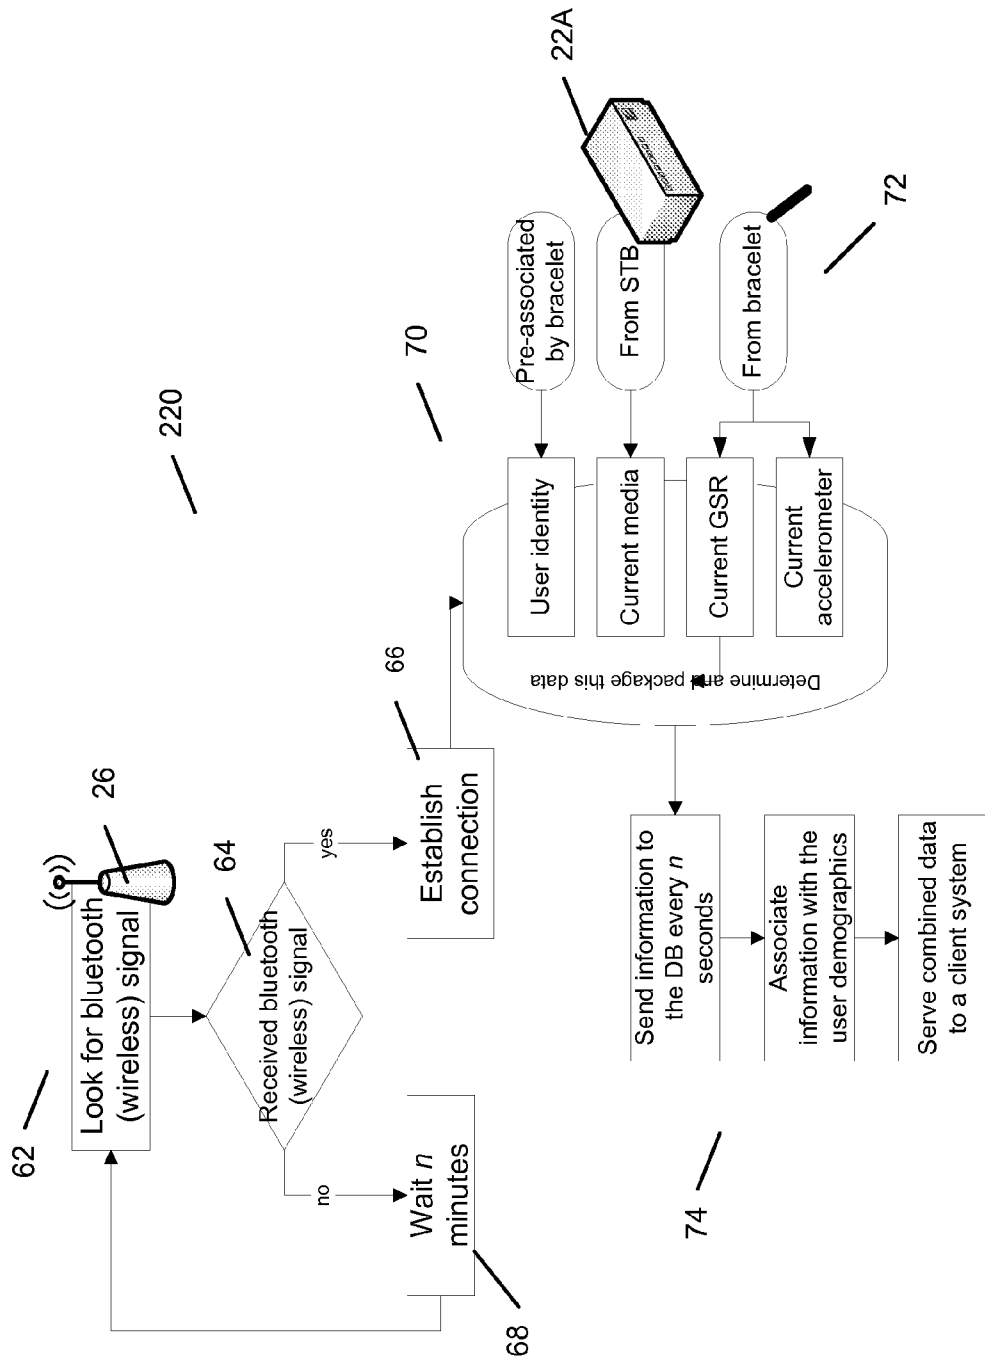 62
Look for bluetooth
(wireless) signal
26
64
Received bluetooth
(wireless) signal
no
yes
Wait n
minutes
68
Establish
connection
66
220
70
Determine and package this data
User identity
Current media
Current GSR
Current
accelerometer
Pre-associated
by bracelet
From STB
From bracelet
22A
72
74
Send information to
the DB every n
seconds
Associate
information with the
user demographics
Serve combined data
to a client system